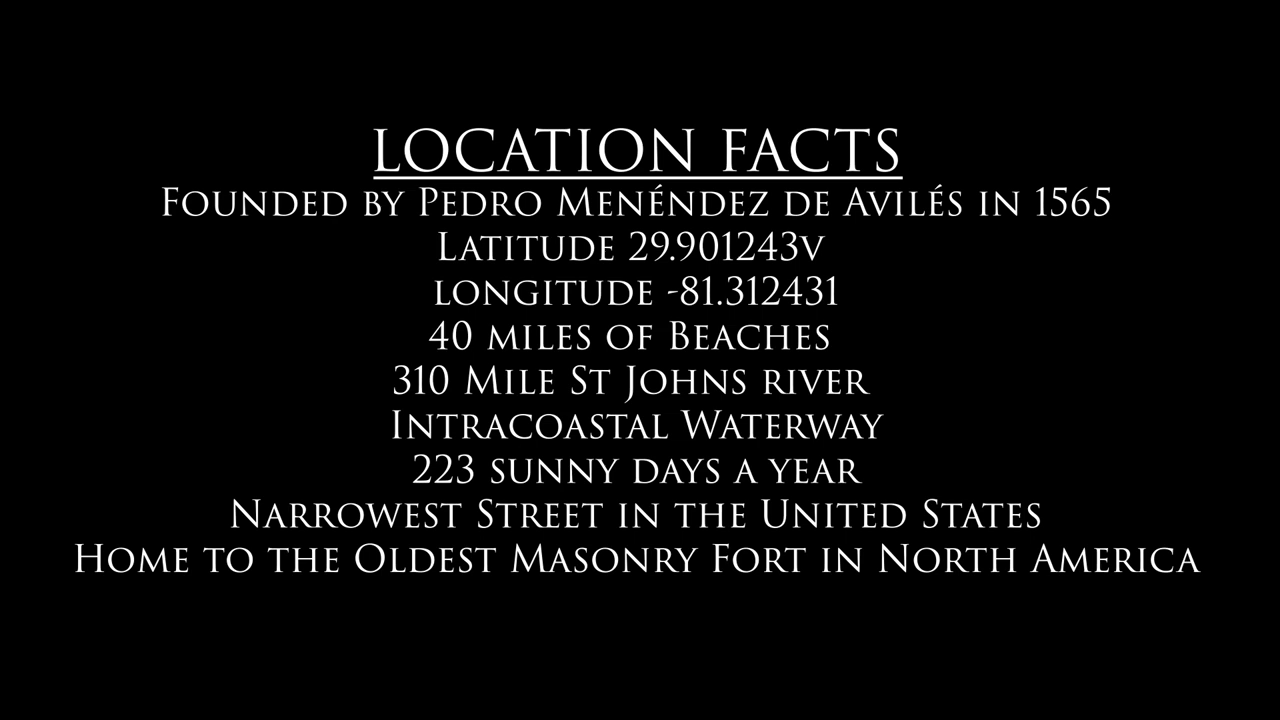 LOCATION FACTS
Founded by Pedro Menéndez de Avilés in 1565
Latitude 29.901243v
longitude -81.312431
40 miles of Beaches
310 Mile St Johns river
Intracoastal Waterway
223 sunny days a year
Narrowest Street in the United States
Home to the Oldest Masonry Fort in North America